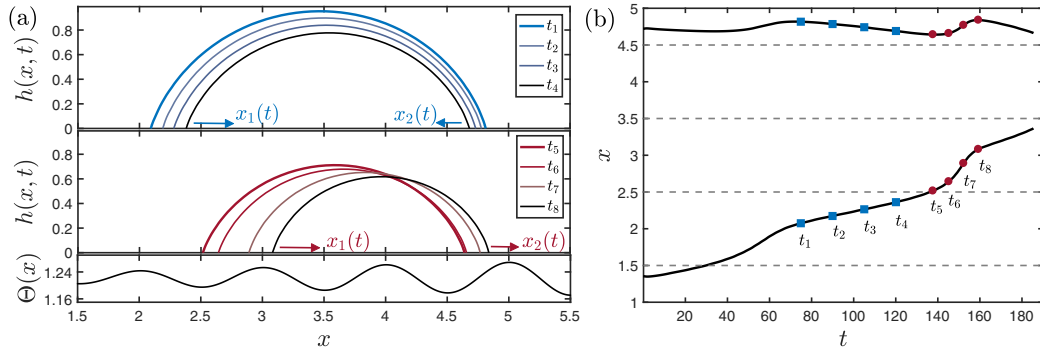 (a)
h(x, t)
0.8
0.6
0.4
0.2
0
t₁
t₂
t₃
t₄
x₁(t)
x₂(t)
h(x, t)
0.8
0.6
0.4
0.2
0
t₅
t₆
t₇
t₈
x₁(t)
x₂(t)
Θ(x)
1.24
1.16
1.5 2 2.5 3 3.5 4 4.5 5 5.5
x
(b)
x
5
4.5
4
3.5
3
2.5
2
1.5
1
t₁
t₂
t₃
t₄
t₅
t₆
t₇
t₈
20 40 60 80 100 120 140 160 180
t